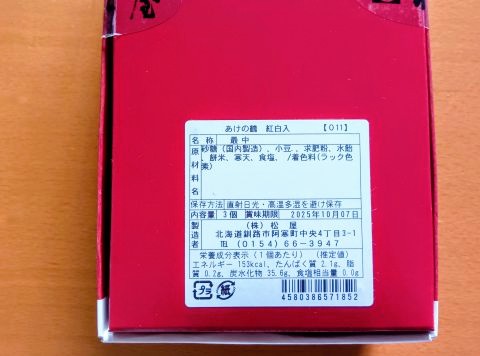 あけの鶴 紅白入 【011】
名称 最中
原材料名 砂糖(国内製造)、小豆、求肥粉、水飴
、餅米、寒天、食塩、/着色料(ラック色
素)
保存方法 直射日光・高温多湿を避け保存
内容量 3個 賞味期限 2025年10月07日
製造 (株) 松屋
北海道釧路市阿寒町中央4丁目3-1
TEL (0154)66-3947
栄養成分表示(1個あたり) (推定値)
エネルギー 153kcal、たんぱく質 2.1g、脂
質 0.2g、炭水化物 35.6g、食塩相当量 0.0g
プラ 紙
4580386571852